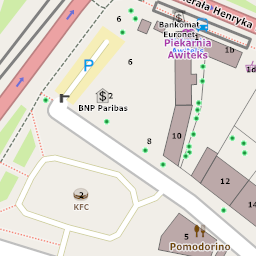 erała Henryka
6
Bankomat
Euronet
Piekarnia
Awiteks
10
6
P
$
2
BNP Paribas
10
8
12
14
2
KFC
5
Pomodorino